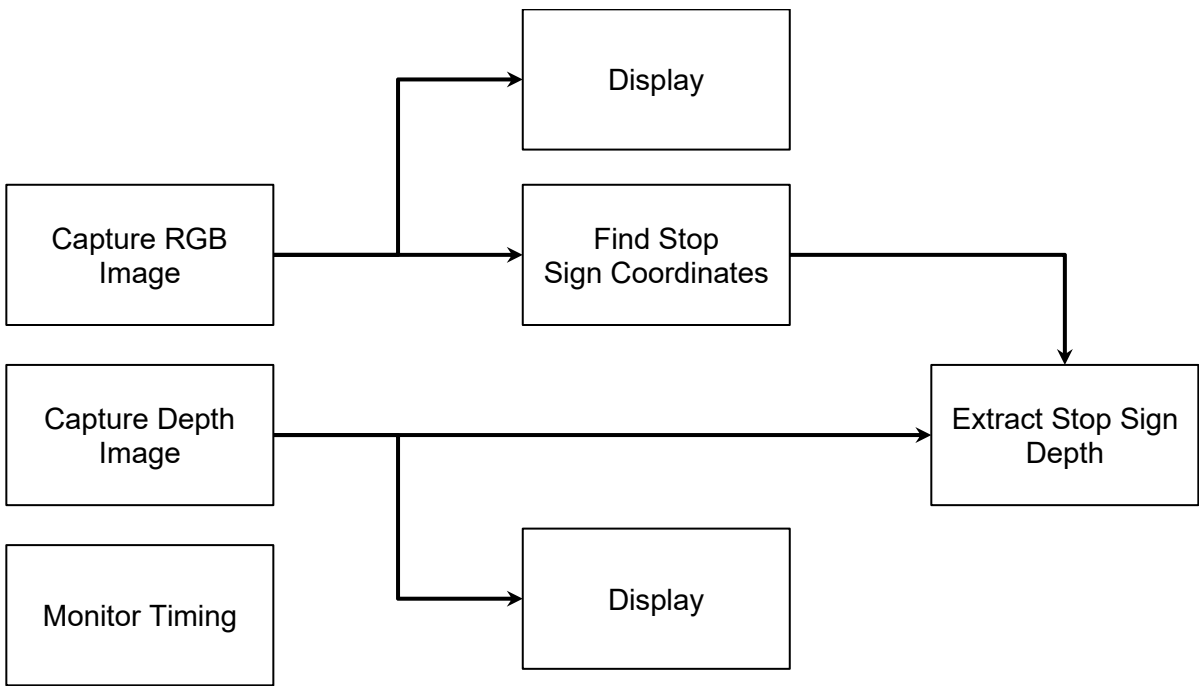 Display
Capture RGB
Image
Find Stop
Sign Coordinates
Capture Depth
Image
Extract Stop Sign
Depth
Monitor Timing
Display